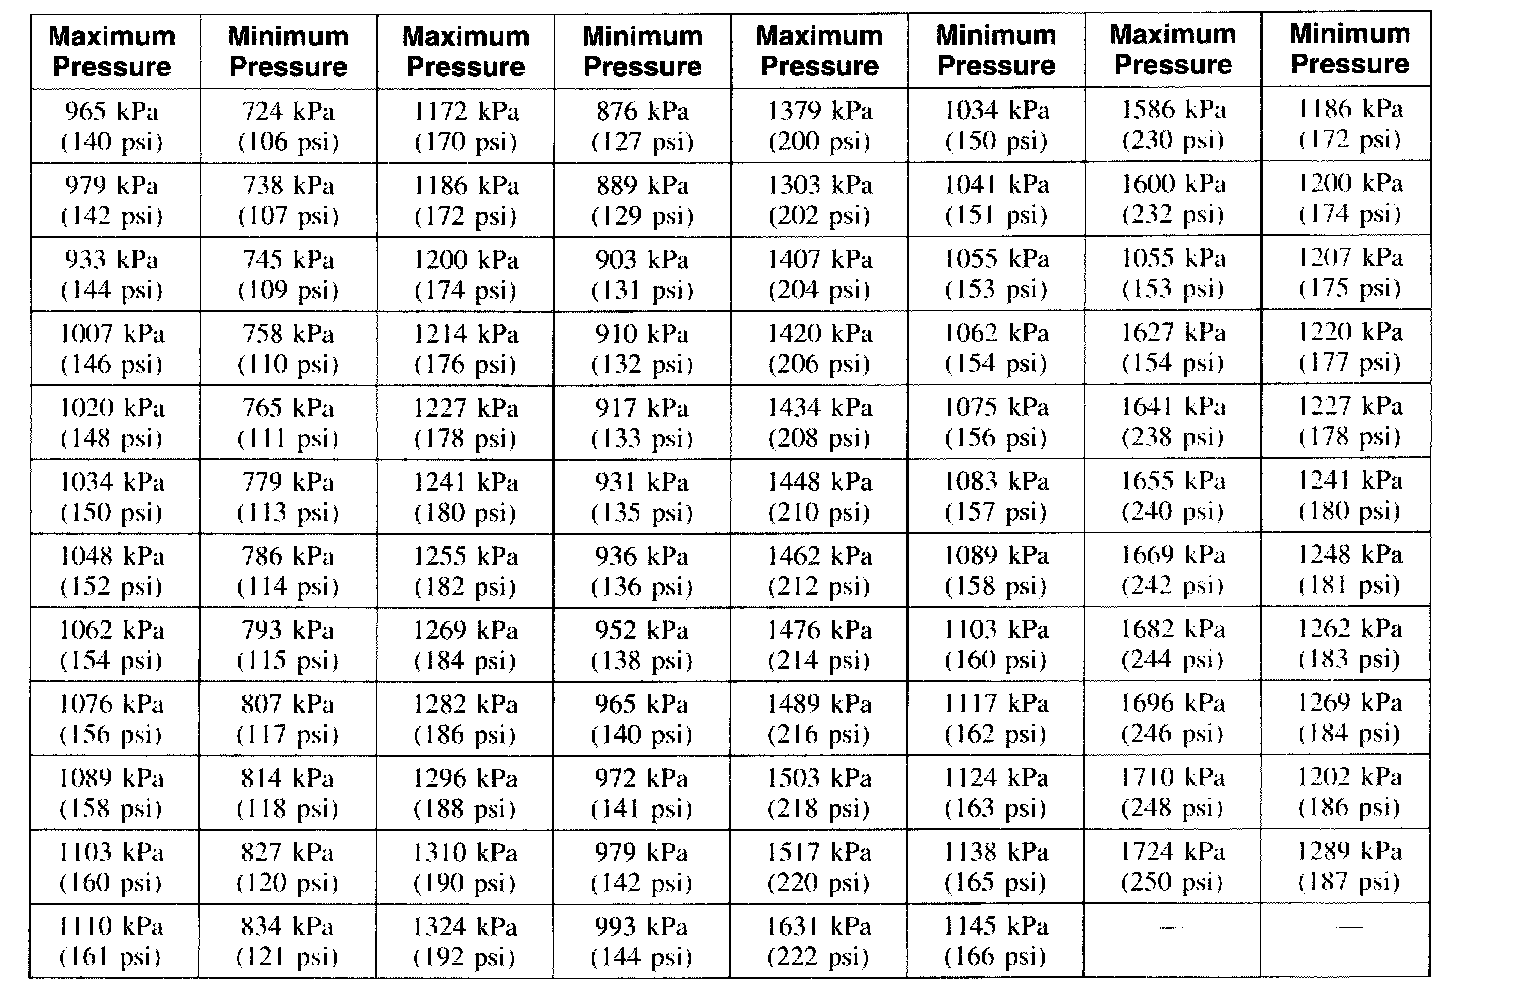 Maximum Pressure | Minimum Pressure | Maximum Pressure | Minimum Pressure | Maximum Pressure | Minimum Pressure | Maximum Pressure | Minimum Pressure
965 kPa | 724 kPa | 1172 kPa | 876 kPa | 1379 kPa | 1034 kPa | 1586 kPa | 1186 kPa
(140 psi) | (106 psi) | (170 psi) | (127 psi) | (200 psi) | (150 psi) | (230 psi) | (172 psi)
979 kPa | 738 kPa | 1186 kPa | 889 kPa | 1303 kPa | 1041 kPa | 1600 kPa | 1200 kPa
(142 psi) | (107 psi) | (172 psi) | (129 psi) | (202 psi) | (151 psi) | (232 psi) | (174 psi)
933 kPa | 745 kPa | 1200 kPa | 903 kPa | 1407 kPa | 1055 kPa | 1055 kPa | 1207 kPa
(144 psi) | (109 psi) | (174 psi) | (131 psi) | (204 psi) | (153 psi) | (153 psi) | (175 psi)
1007 kPa | 758 kPa | 1214 kPa | 910 kPa | 1420 kPa | 1062 kPa | 1627 kPa | 1220 kPa
(146 psi) | (110 psi) | (176 psi) | (132 psi) | (206 psi) | (154 psi) | (154 psi) | (177 psi)
1020 kPa | 765 kPa | 1227 kPa | 917 kPa | 1434 kPa | 1075 kPa | 1641 kPa | 1227 kPa
(148 psi) | (111 psi) | (178 psi) | (133 psi) | (208 psi) | (156 psi) | (238 psi) | (178 psi)
1034 kPa | 779 kPa | 1241 kPa | 931 kPa | 1448 kPa | 1083 kPa | 1655 kPa | 1241 kPa
(150 psi) | (113 psi) | (180 psi) | (135 psi) | (210 psi) | (157 psi) | (240 psi) | (180 psi)
1048 kPa | 786 kPa | 1255 kPa | 936 kPa | 1462 kPa | 1089 kPa | 1669 kPa | 1248 kPa
(152 psi) | (114 psi) | (182 psi) | (136 psi) | (212 psi) | (158 psi) | (242 psi) | (181 psi)
1062 kPa | 793 kPa | 1269 kPa | 952 kPa | 1476 kPa | 1103 kPa | 1682 kPa | 1262 kPa
(154 psi) | (115 psi) | (184 psi) | (138 psi) | (214 psi) | (160 psi) | (244 psi) | (183 psi)
1076 kPa | 807 kPa | 1282 kPa | 965 kPa | 1489 kPa | 1117 kPa | 1696 kPa | 1269 kPa
(156 psi) | (117 psi) | (186 psi) | (140 psi) | (216 psi) | (162 psi) | (246 psi) | (184 psi)
1089 kPa | 814 kPa | 1296 kPa | 972 kPa | 1503 kPa | 1124 kPa | 1710 kPa | 1202 kPa
(158 psi) | (118 psi) | (188 psi) | (141 psi) | (218 psi) | (163 psi) | (248 psi) | (186 psi)
1103 kPa | 827 kPa | 1310 kPa | 979 kPa | 1517 kPa | 1138 kPa | 1724 kPa | 1289 kPa
(160 psi) | (120 psi) | (190 psi) | (142 psi) | (220 psi) | (165 psi) | (250 psi) | (187 psi)
1110 kPa | 834 kPa | 1324 kPa | 993 kPa | 1631 kPa | 1145 kPa | — | —
(161 psi) | (121 psi) | (192 psi) | (144 psi) | (222 psi) | (166 psi)